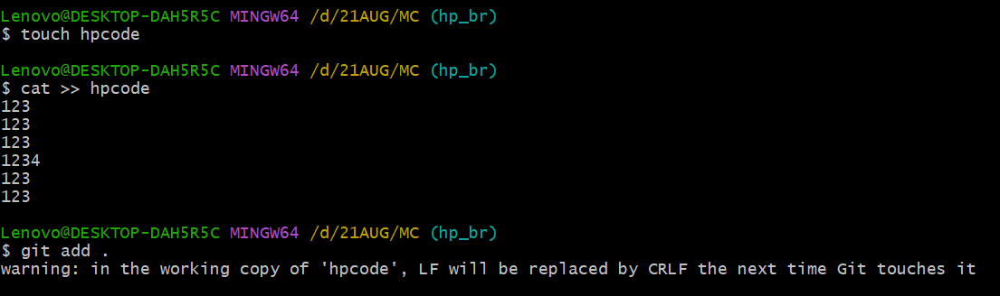 Lenovo@DESKTOP-DAH5R5C MINGW64 /d/21AUG/MC (hp_br)
$ touch hpcode
Lenovo@DESKTOP-DAH5R5C MINGW64 /d/21AUG/MC (hp_br)
$ cat >> hpcode
123
123
123
1234
123
123
Lenovo@DESKTOP-DAH5R5C MINGW64 /d/21AUG/MC (hp_br)
$ git add .
warning: in the working copy of 'hpcode', LF will be replaced by CRLF the next time Git touches it